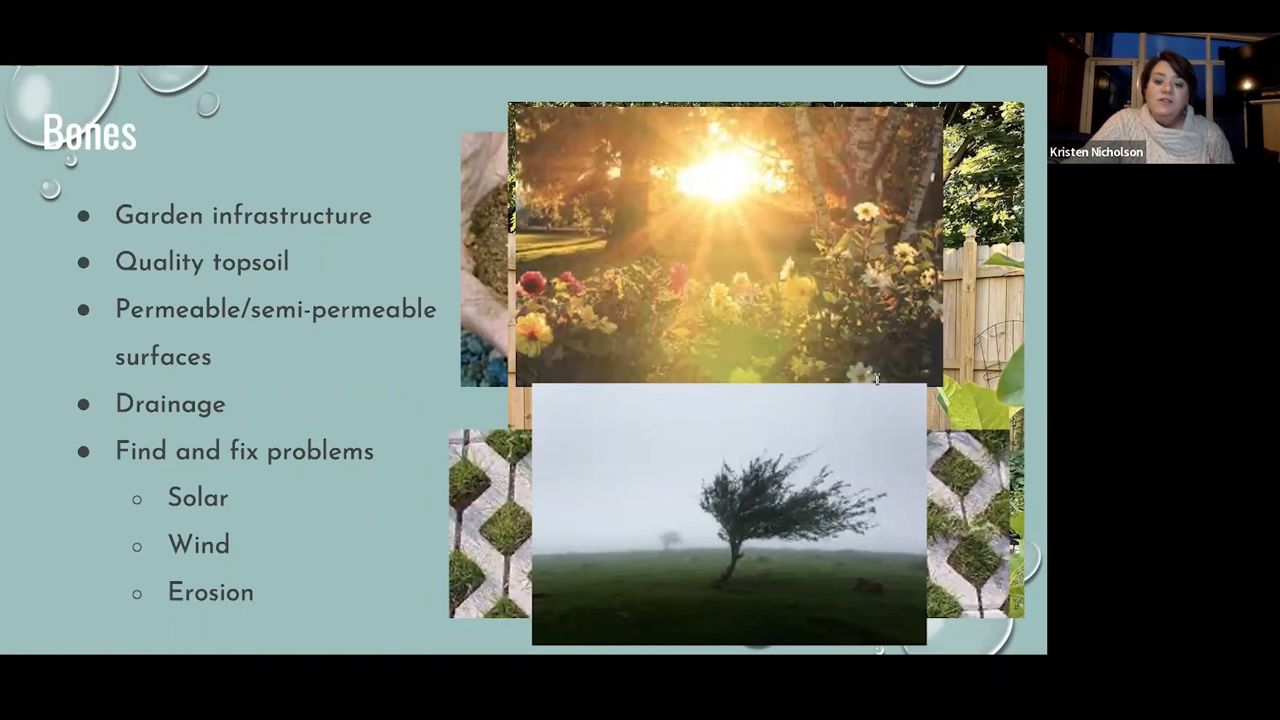 Bones
Garden infrastructure
Quality topsoil
Permeable/semi-permeable
surfaces
Drainage
Find and fix problems
Solar
Wind
Erosion
Kristen Nicholson